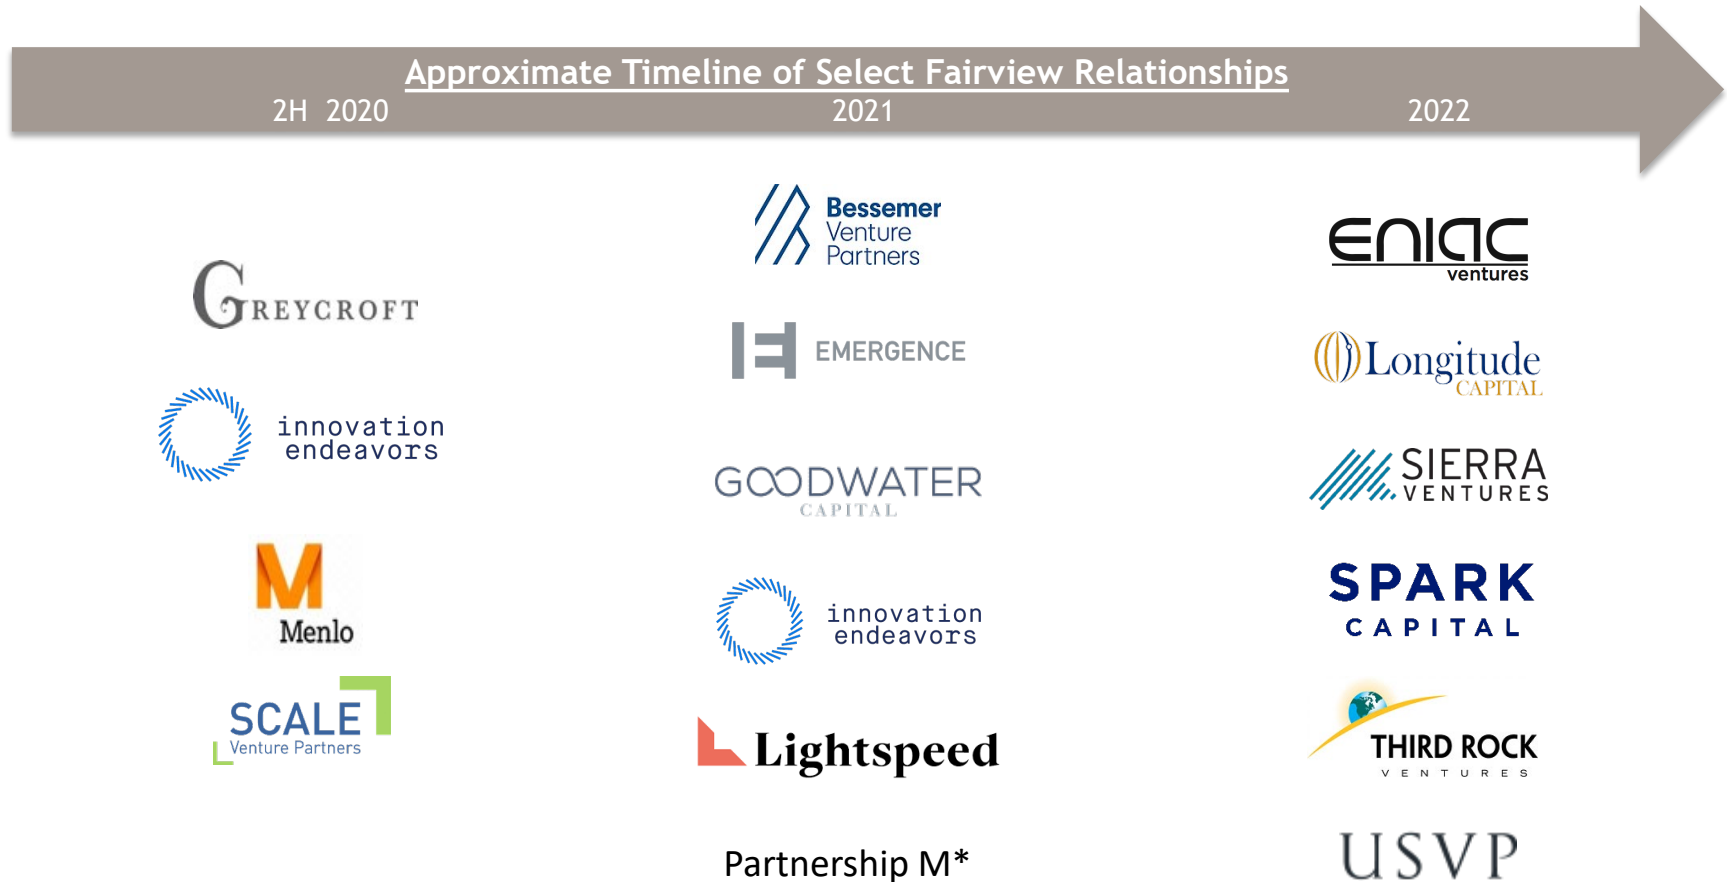 Approximate Timeline of Select Fairview Relationships
2H 2020
2021
2022
GREYCROFT
innovation
endeavors
Menlo
SCALE
Venture Partners
Bessemer
Venture
Partners
EMERGENCE
GOODWATER
CAPITAL
innovation
endeavors
Lightspeed
Partnership M*
eniac
ventures
Longitude
CAPITAL
SIERRA
VENTURES
SPARK
CAPITAL
THIRD ROCK
VENTURES
USVP